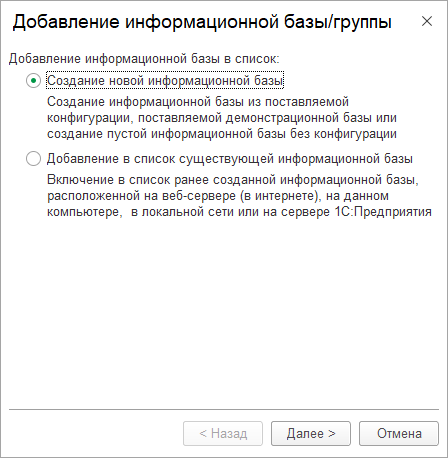 Добавление информационной базы/группы
Добавление информационной базы в список:
Создание новой информационной базы
Создание информационной базы из поставляемой
конфигурации, поставляемой демонстрационной базы или
создание пустой информационной базы без конфигурации
Добавление в список существующей информационной базы
Включение в список ранее созданной информационной базы,
расположенной на веб-сервере (в интернете), на данном
компьютере, в локальной сети или на сервере 1С:Предприятия
< Назад
Далее >
Отмена